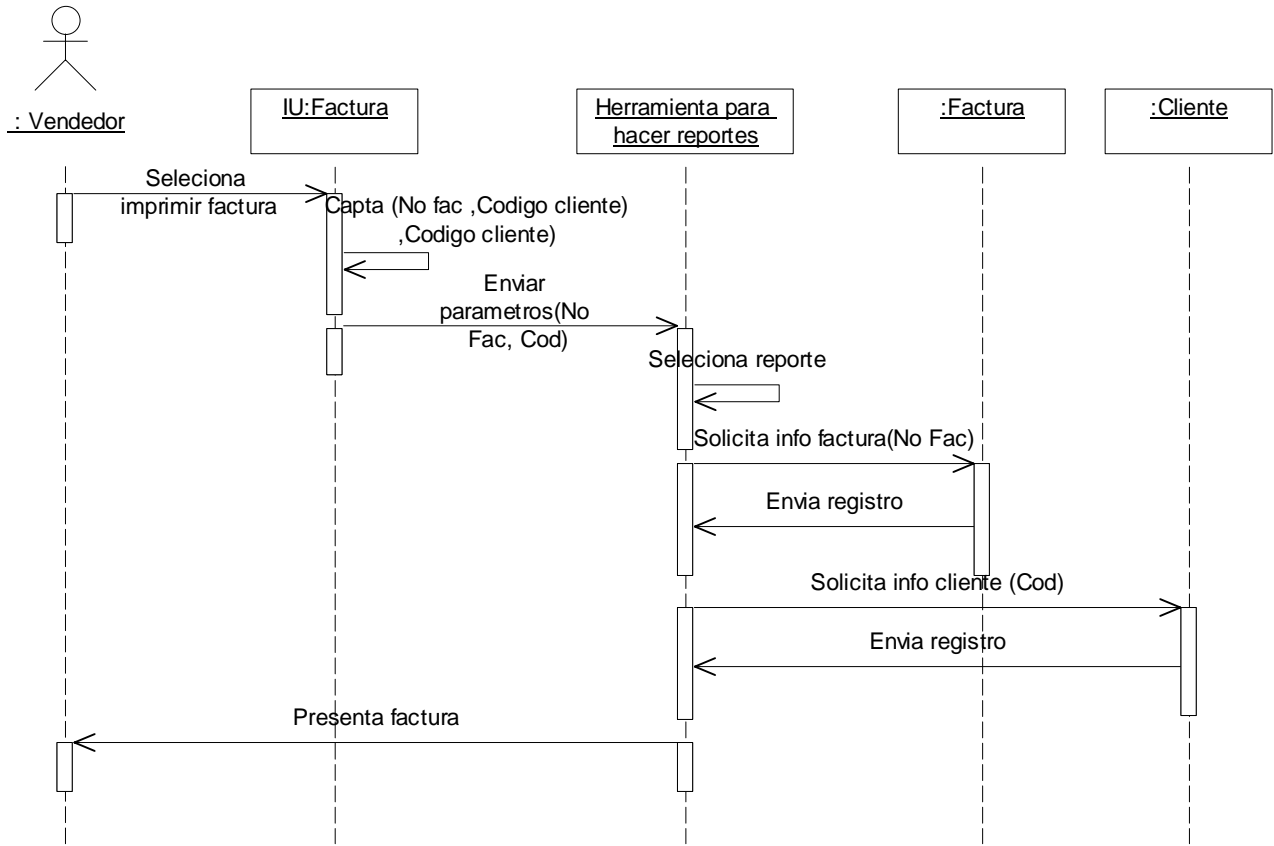 : Vendedor
IU:Factura
Herramienta para
hacer reportes
:Factura
:Cliente
Seleciona
imprimir factura
Capta (No fac ,Codigo cliente)
,Codigo cliente)
Enviar
parametros(No
Fac, Cod)
Seleciona reporte
Solicita info factura(No Fac)
Envia registro
Solicita info cliente (Cod)
Envia registro
Presenta factura